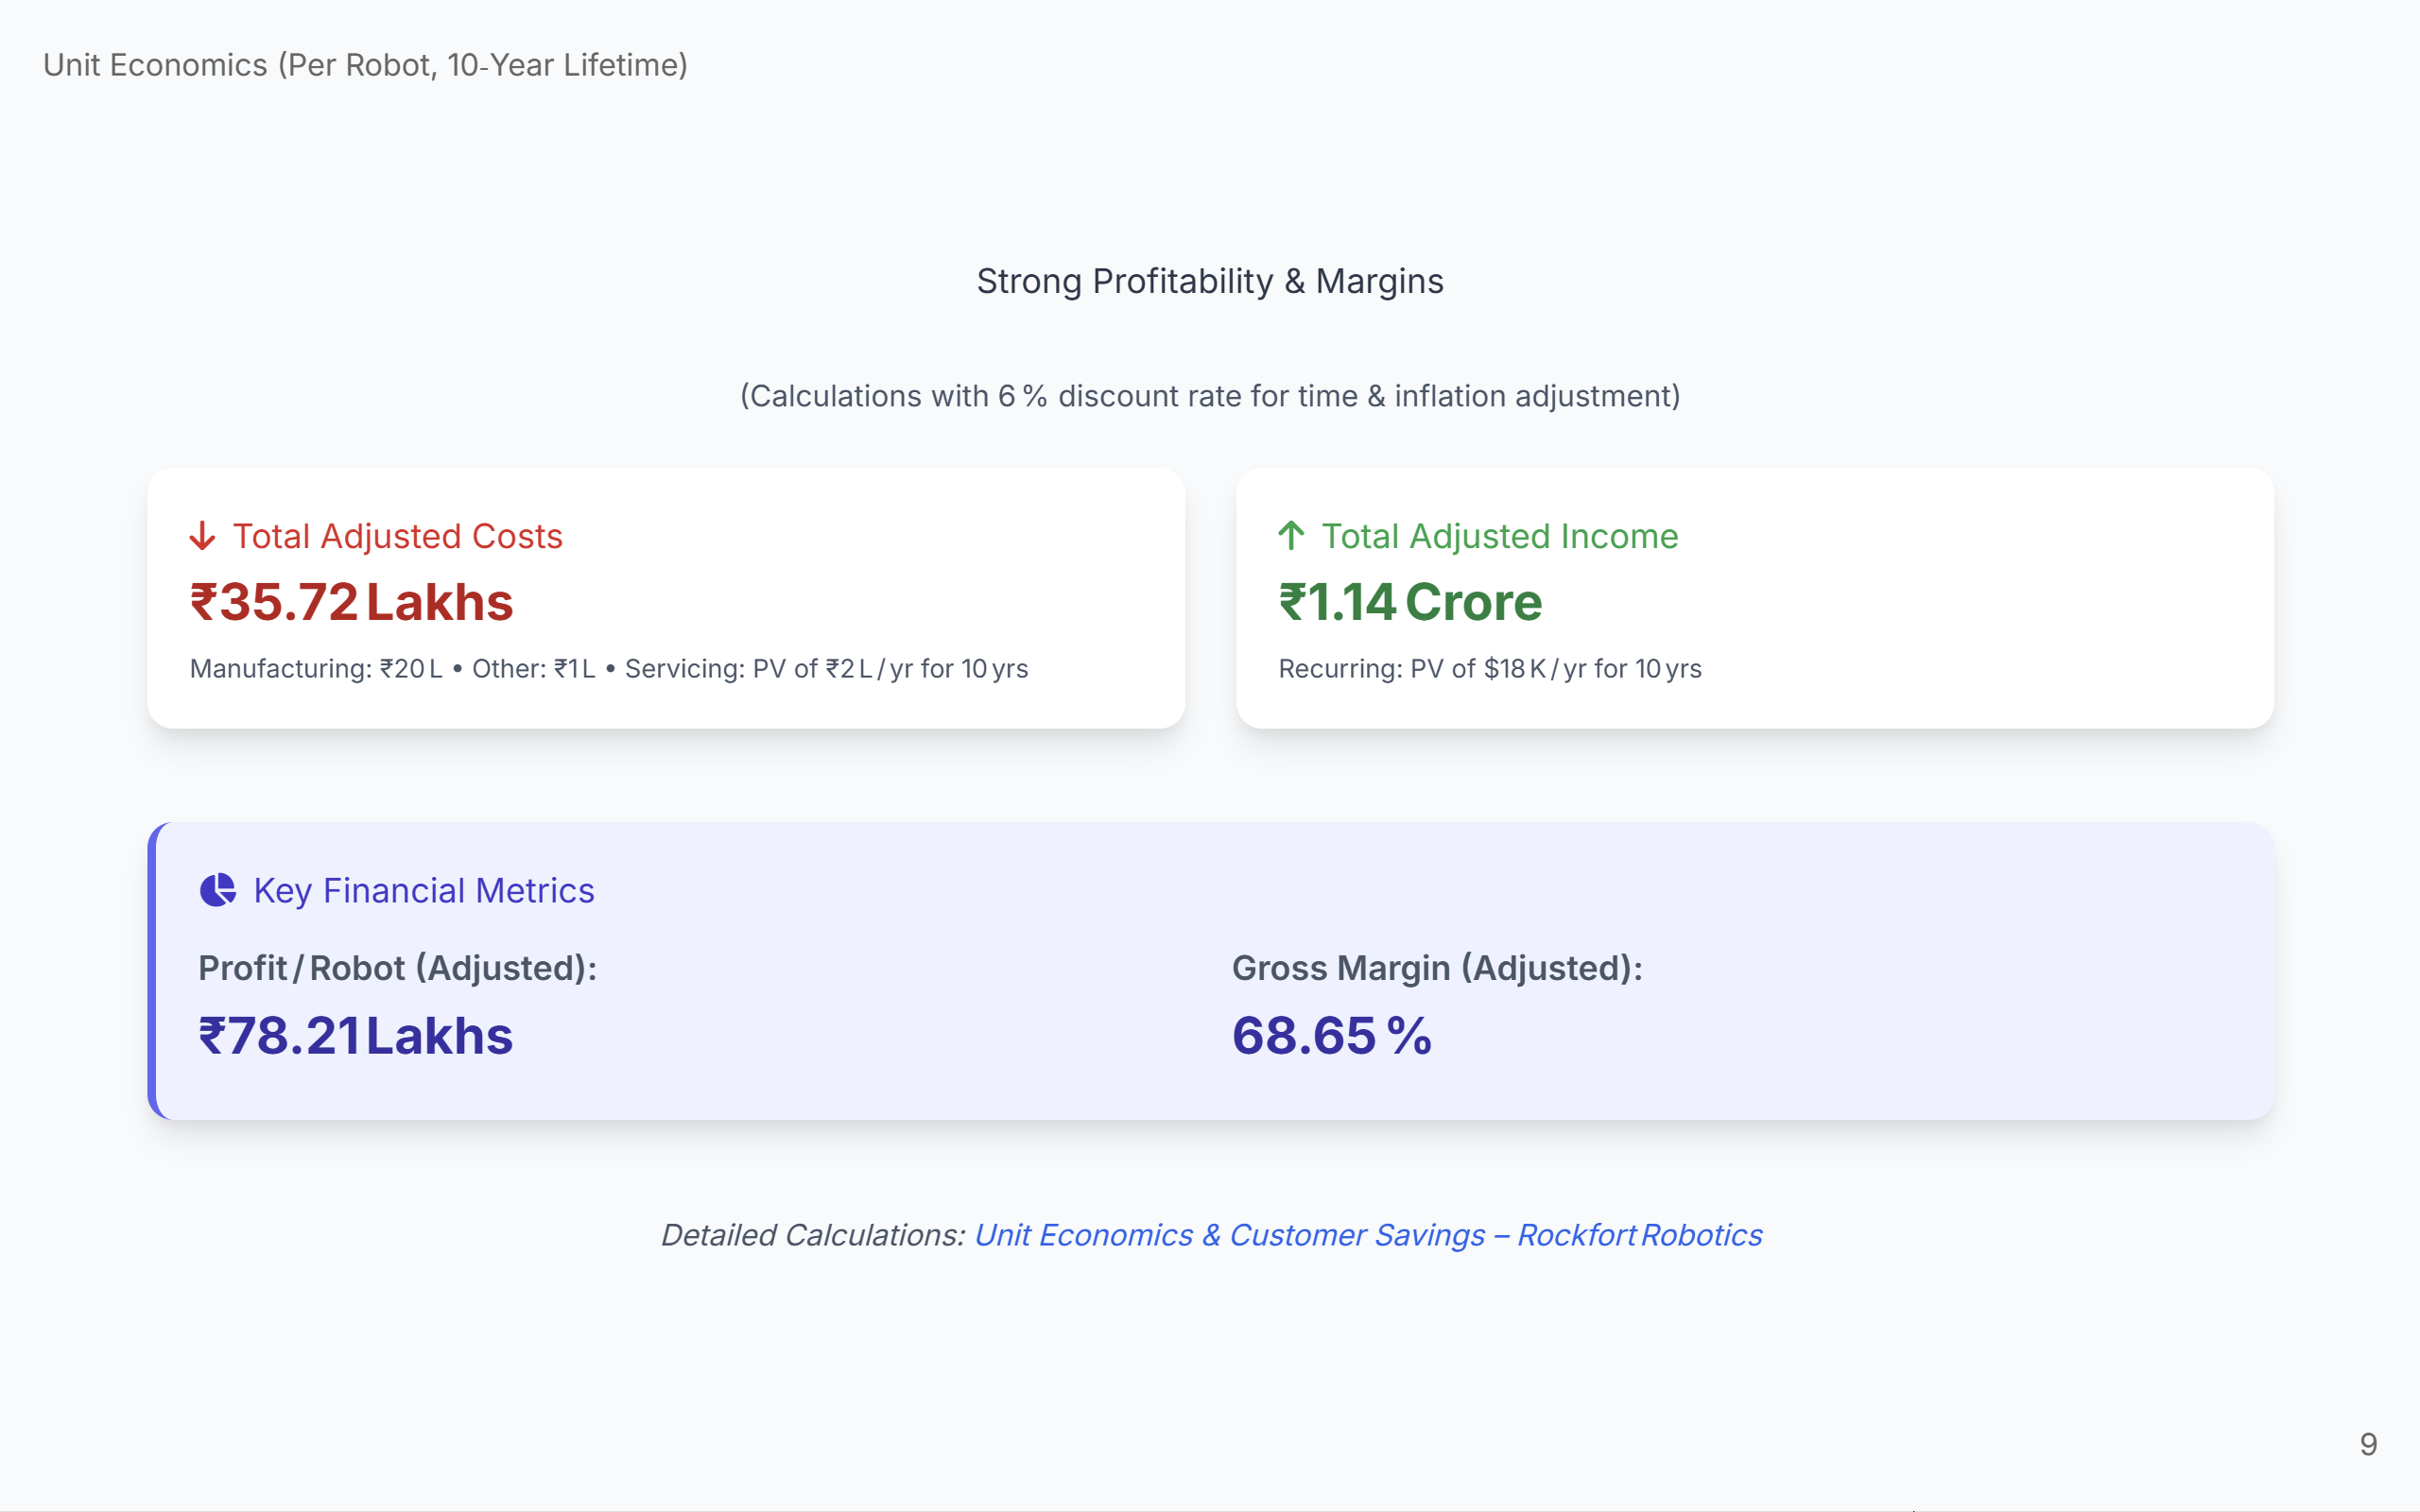 Unit Economics (Per Robot, 10-Year Lifetime)
Strong Profitability & Margins
(Calculations with 6 % discount rate for time & inflation adjustment)
Total Adjusted Costs
₹35.72 Lakhs
Manufacturing: ₹20 L • Other: ₹1 L • Servicing: PV of ₹2 L / yr for 10 yrs
Total Adjusted Income
₹1.14 Crore
Recurring: PV of $18 K / yr for 10 yrs
Key Financial Metrics
Profit / Robot (Adjusted):
₹78.21 Lakhs
Gross Margin (Adjusted):
68.65 %
Detailed Calculations: Unit Economics & Customer Savings – Rockfort Robotics
9